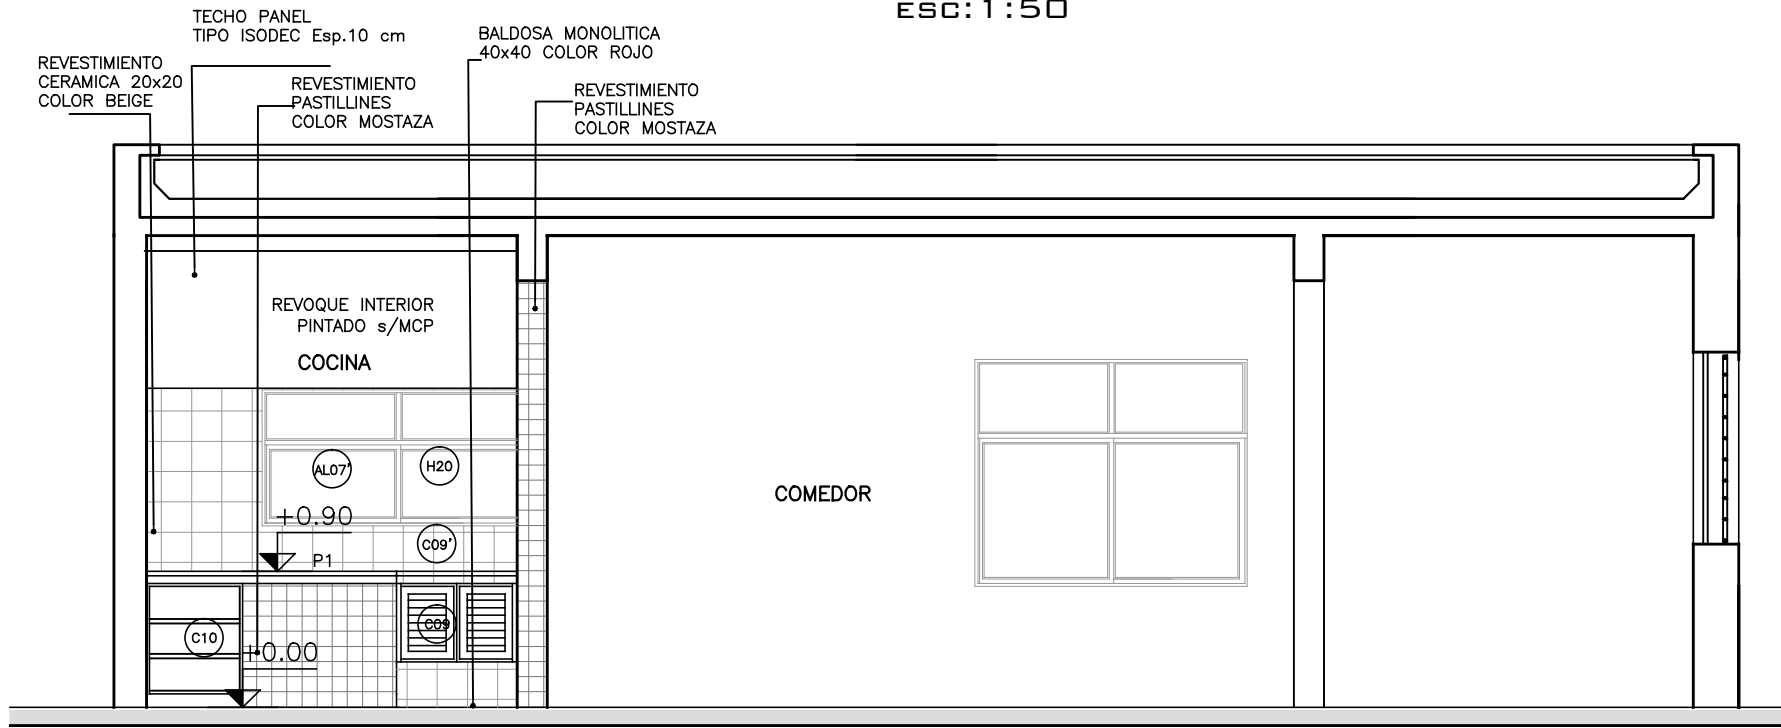 ESC:1:50
TECHO PANEL
TIPO ISODEC Esp.10 cm
BALDOSA MONOLITICA
40x40 COLOR ROJO
REVESTIMIENTO
CERAMICA 20x20
COLOR BEIGE
REVESTIMIENTO
PASTILLINES
COLOR MOSTAZA
REVESTIMIENTO
PASTILLINES
COLOR MOSTAZA
REVOQUE INTERIOR
PINTADO s/MCP
COCINA
AL07'
H20
COMEDOR
+0.90
C09'
P1
C09
C10
+0.00